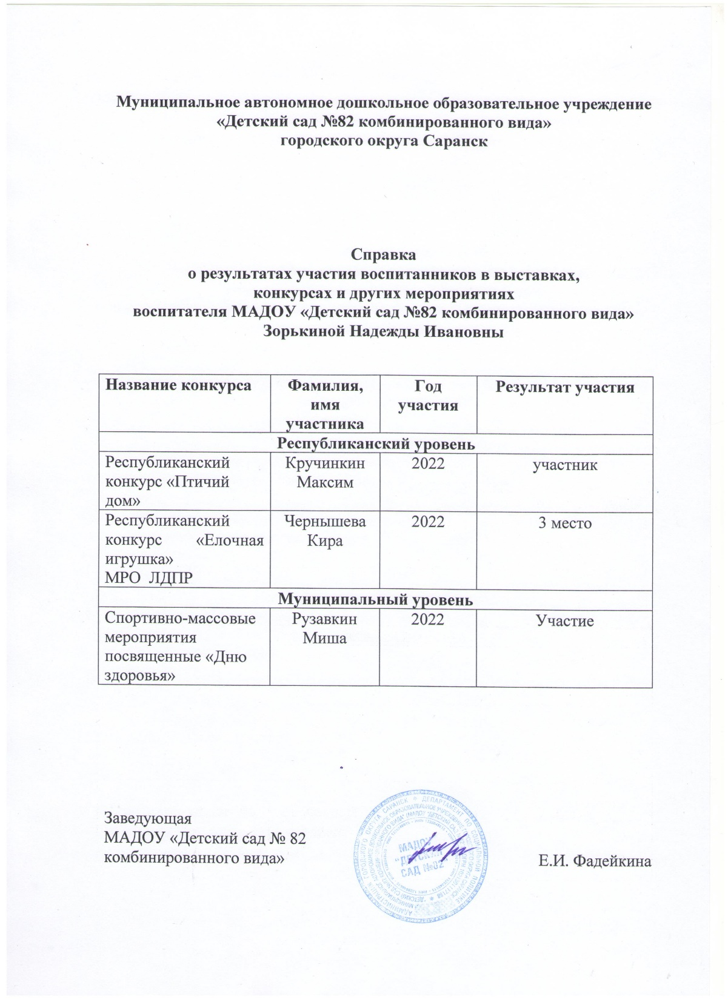 Муниципальное автономное дошкольное образовательное учреждение
«Детский сад №82 комбинированного вида»
городского округа Саранск
Справка
о результатах участия воспитанников в выставках,
конкурсах и других мероприятиях
воспитателя МАДОУ «Детский сад №82 комбинированного вида»
Зорькиной Надежды Ивановны
Название конкурса
Фамилия,
имя
участника
Год
участия
Результат участия
Республиканский уровень
Республиканский
конкурс «Птичий
дом»
Кручинкин
Максим
2022
участник
Республиканский
конкурс «Елочная
игрушка»
МРО ЛДПР
Чернышева
Кира
2022
3 место
Муниципальный уровень
Спортивно-массовые
мероприятия
посвященные «Дню
здоровья»
Рузавкин
Миша
2022
Участие
Заведующая
МАДОУ «Детский сад № 82
комбинированного вида»
Е.И. Фадейкина
МАДОУ
"ДЕТСКИЙ
САД №82"